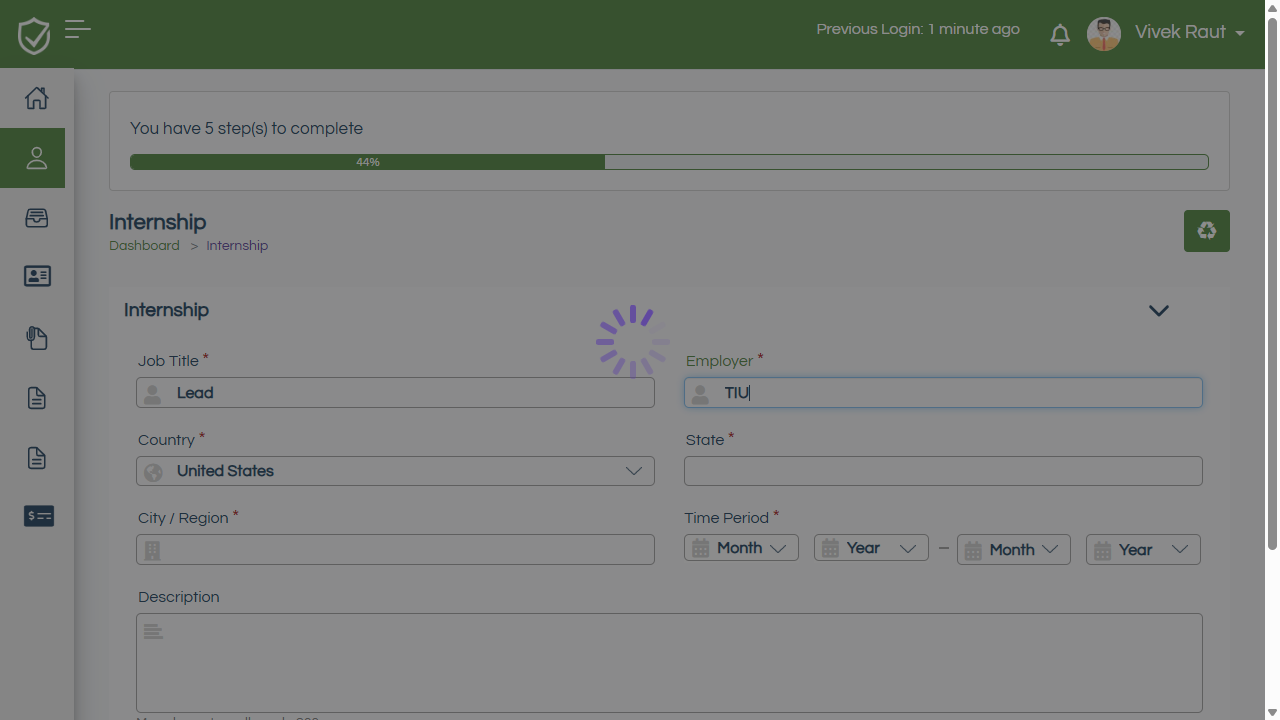 Previous Login: 1 minute ago
Vivek Raut
You have 5 step(s) to complete
44%
Internship
Dashboard > Internship
Internship
Job Title *
Employer *
Lead
TIU
Country *
State *
United States
City / Region *
Time Period *
Month
Year
–
Month
Year
Description